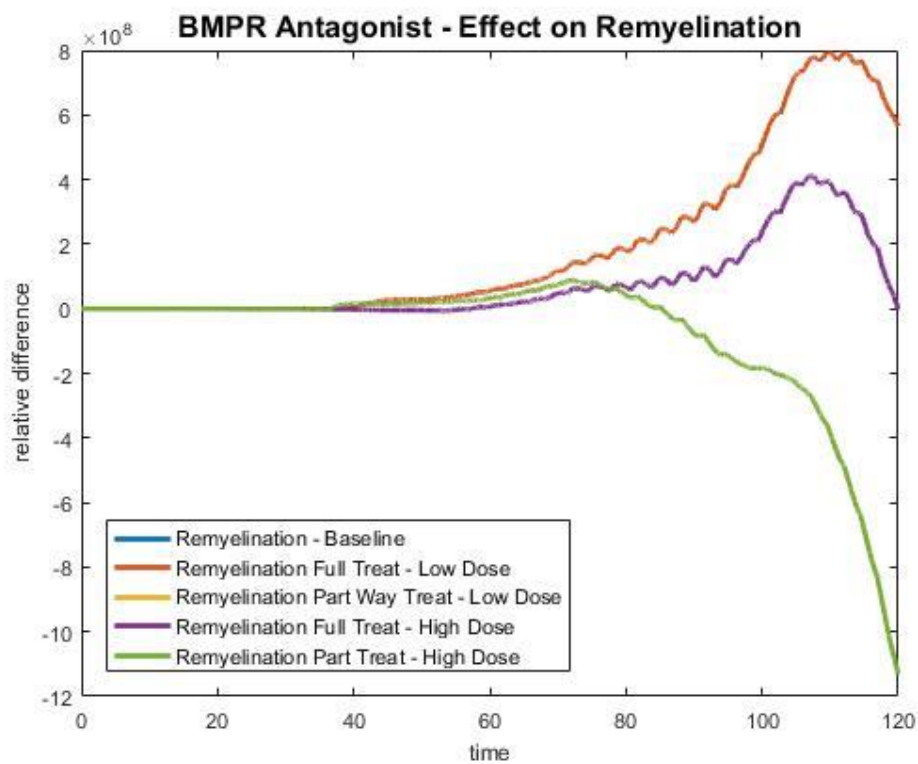 BMPR Antagonist - Effect on Remyelination
×10⁸
8
6
4
2
0
-2
-4
-6
-8
-10
-12
relative difference
Remyelination - Baseline
Remyelination Full Treat - Low Dose
Remyelination Part Way Treat - Low Dose
Remyelination Full Treat - High Dose
Remyelination Part Treat - High Dose
0 20 40 60 80 100 120
time